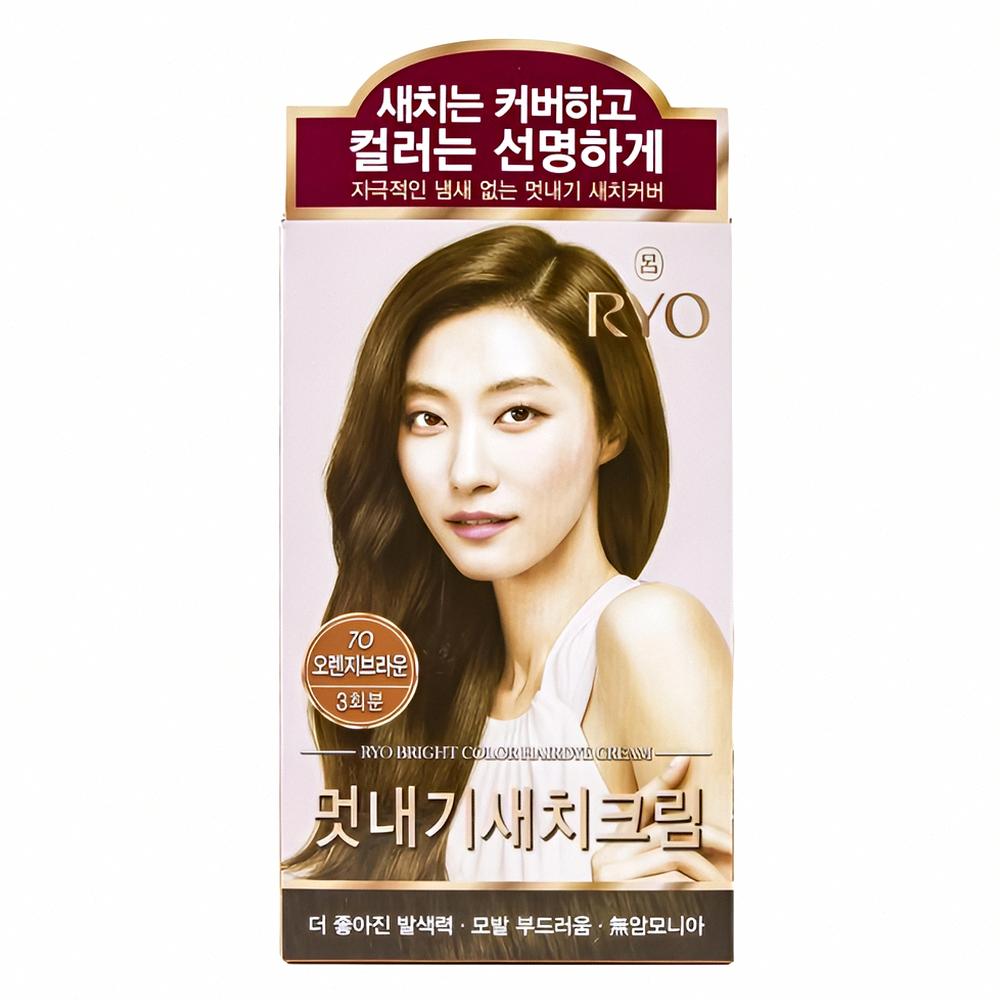 새치는 커버하고
컬러는 선명하게
자극적인 냄새 없는 멋내기 새치커버
呂
RYO
70
오렌지브라운
3회분
RYO BRIGHT COLOR HAIRDYE CREAM
멋내기새치크림
더 좋아진 발색력 · 모발 부드러움 · 無암모니아